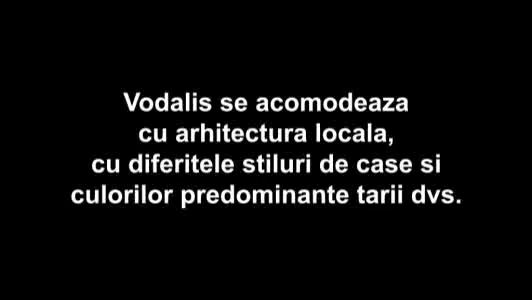 Vodalis se acomodeaza
cu arhitectura locala,
cu diferitele stiluri de case si
culorilor predominante tarii dvs.